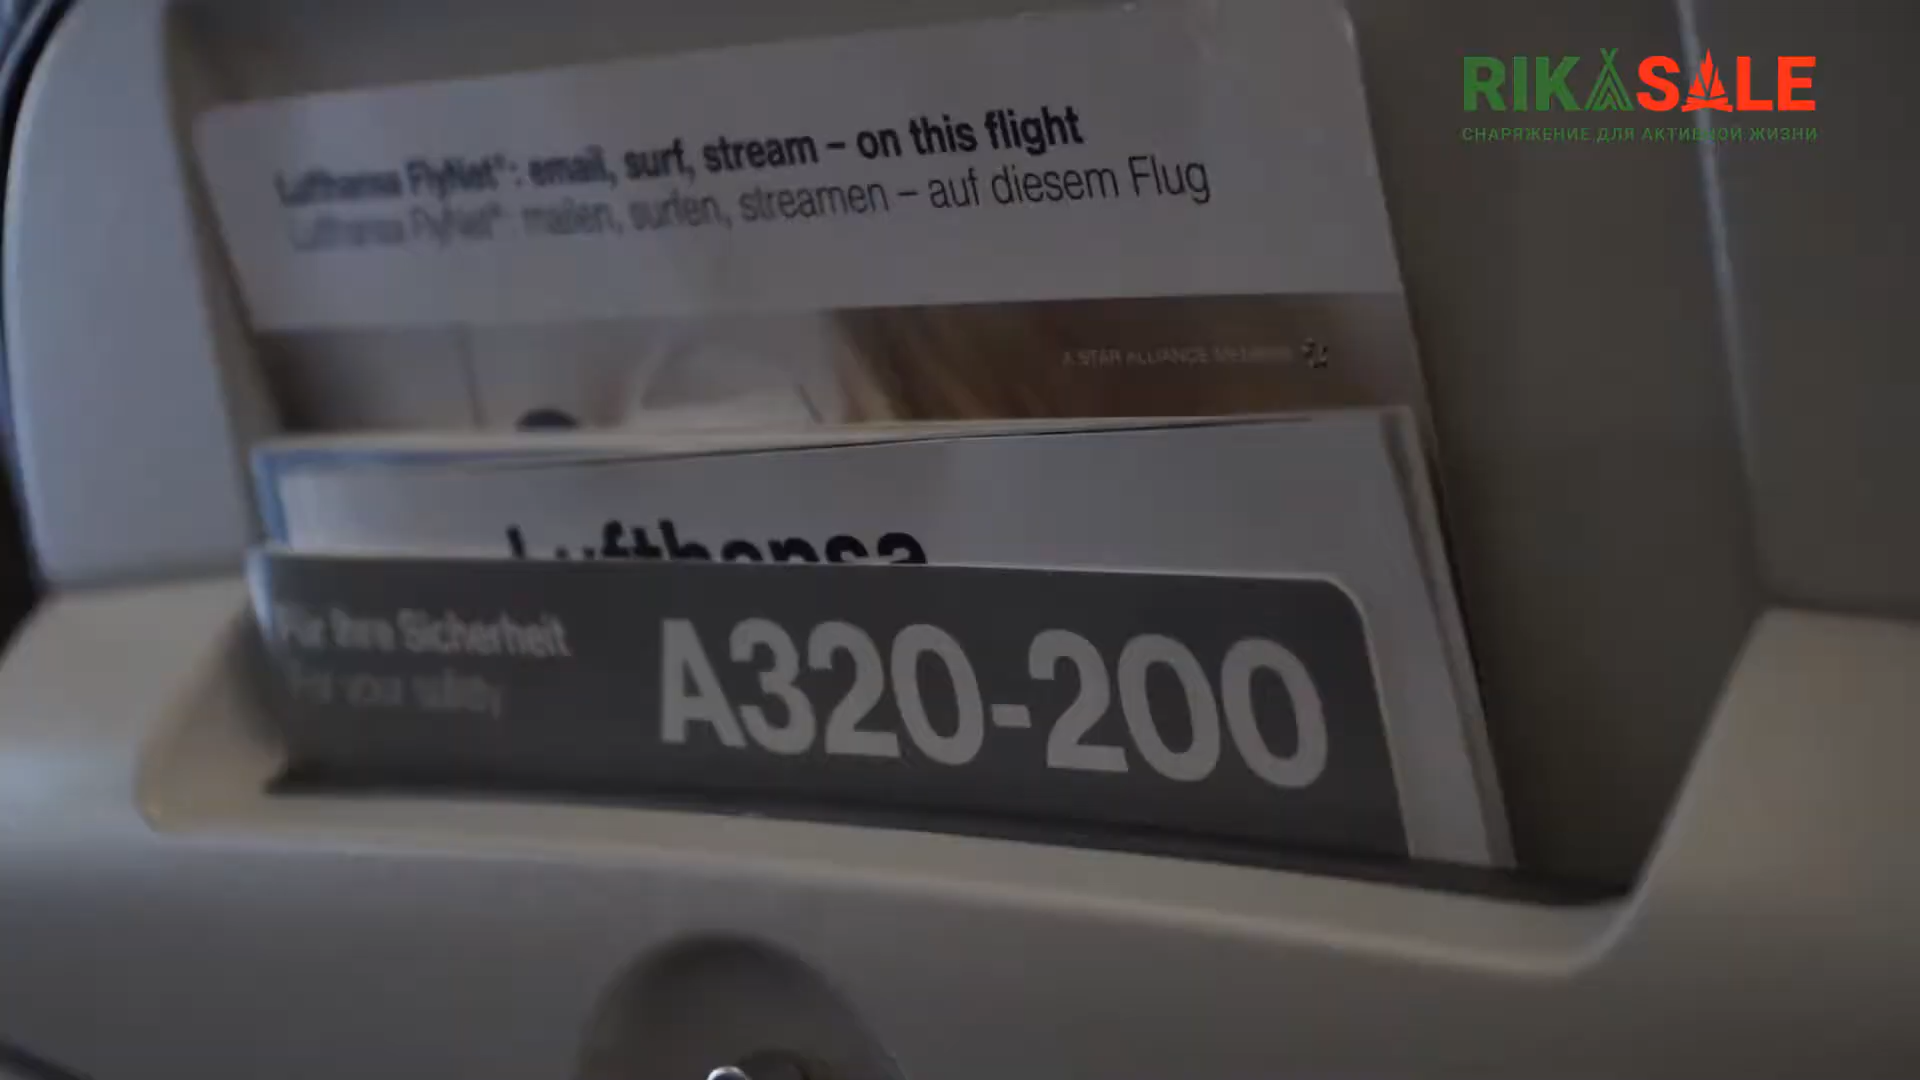 RIKASALE
СНАРЯЖЕНИЕ ДЛЯ АКТИВНОЙ ЖИЗНИ
Lufthansa FlyNet®: email, surf, stream – on this flight
Lufthansa FlyNet®: mailen, surfen, streamen – auf diesem Flug
A STAR ALLIANCE MEMBER
Lufthansa
Für Ihre Sicherheit
For your safety
A320-200